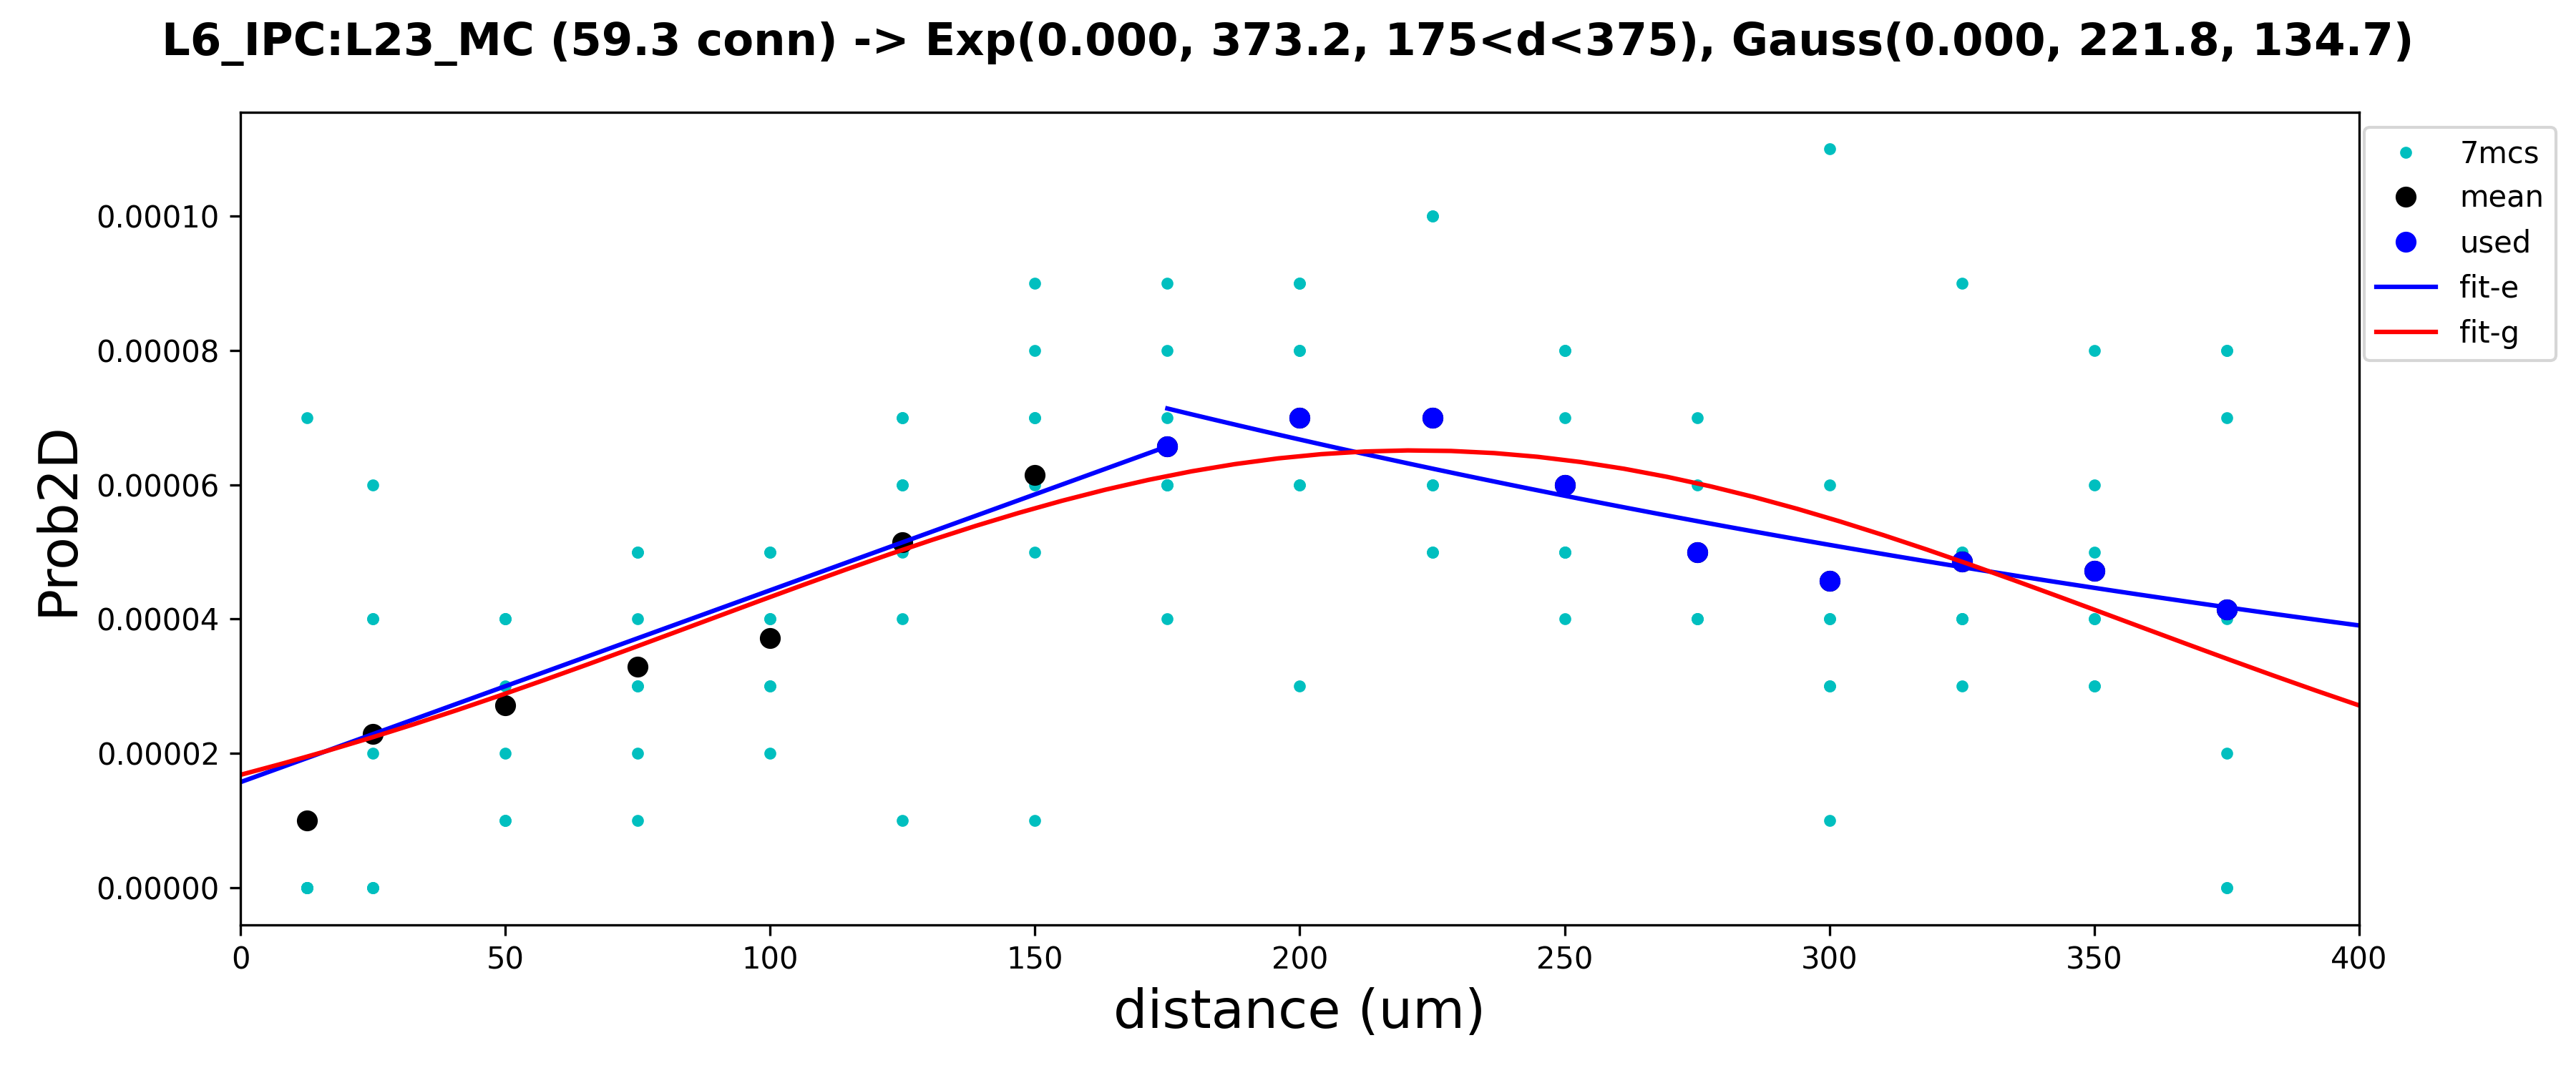 L6_IPC:L23_MC (59.3 conn) -> Exp(0.000, 373.2, 175<d<375), Gauss(0.000, 221.8, 134.7)
7mcs
mean
used
fit-e
fit-g
Prob2D
0.00010
0.00008
0.00006
0.00004
0.00002
0.00000
0 50 100 150 200 250 300 350 400
distance (um)